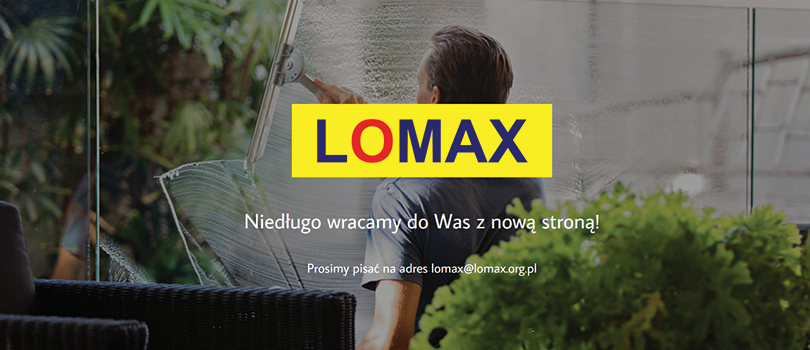 LOMAX
Niedługo wracamy do Was z nową stroną!
Prosimy pisać na adres lomax@lomax.org.pl